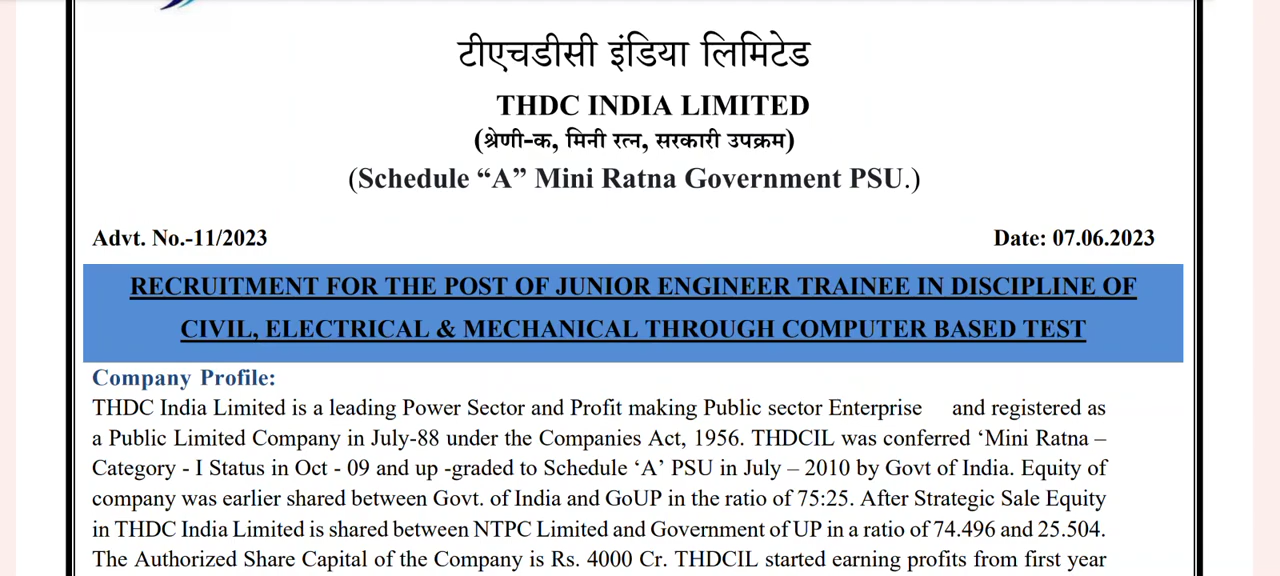 टीएचडीसी इंडिया लिमिटेड
THDC INDIA LIMITED
(श्रेणी-क, मिनी रत्न, सरकारी उपक्रम)
(Schedule “A” Mini Ratna Government PSU.)
Advt. No.-11/2023 Date: 07.06.2023
RECRUITMENT FOR THE POST OF JUNIOR ENGINEER TRAINEE IN DISCIPLINE OF
CIVIL, ELECTRICAL & MECHANICAL THROUGH COMPUTER BASED TEST
Company Profile:
THDC India Limited is a leading Power Sector and Profit making Public sector Enterprise and registered as
a Public Limited Company in July-88 under the Companies Act, 1956. THDCIL was conferred ‘Mini Ratna –
Category - I Status in Oct - 09 and up -graded to Schedule ‘A’ PSU in July – 2010 by Govt of India. Equity of
company was earlier shared between Govt. of India and GoUP in the ratio of 75:25. After Strategic Sale Equity
in THDC India Limited is shared between NTPC Limited and Government of UP in a ratio of 74.496 and 25.504.
The Authorized Share Capital of the Company is Rs. 4000 Cr. THDCIL started earning profits from first year